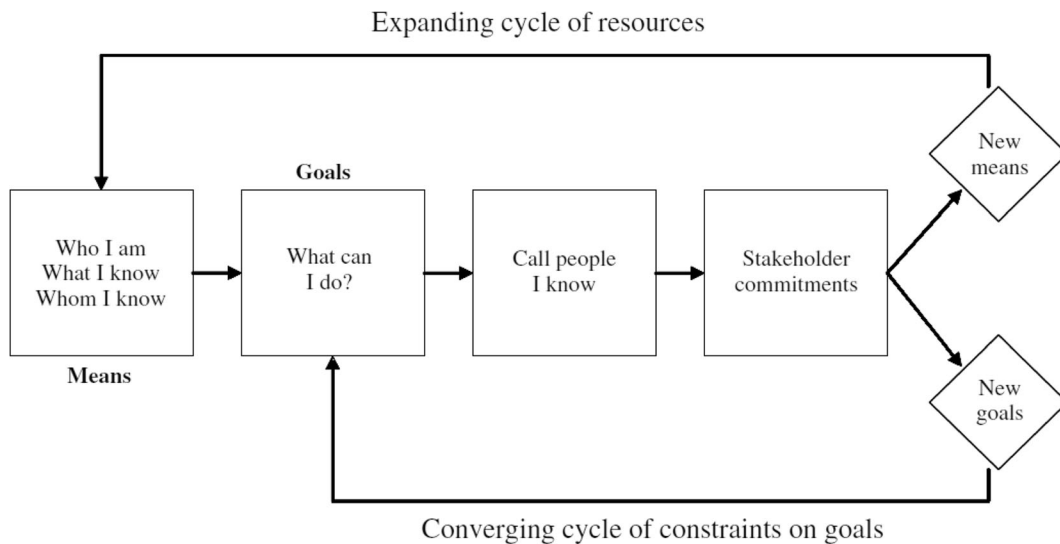 Expanding cycle of resources
New
means
Goals
Who I am
What I know
Whom I know
What can
I do?
Call people
I know
Stakeholder
commitments
Means
New
goals
Converging cycle of constraints on goals